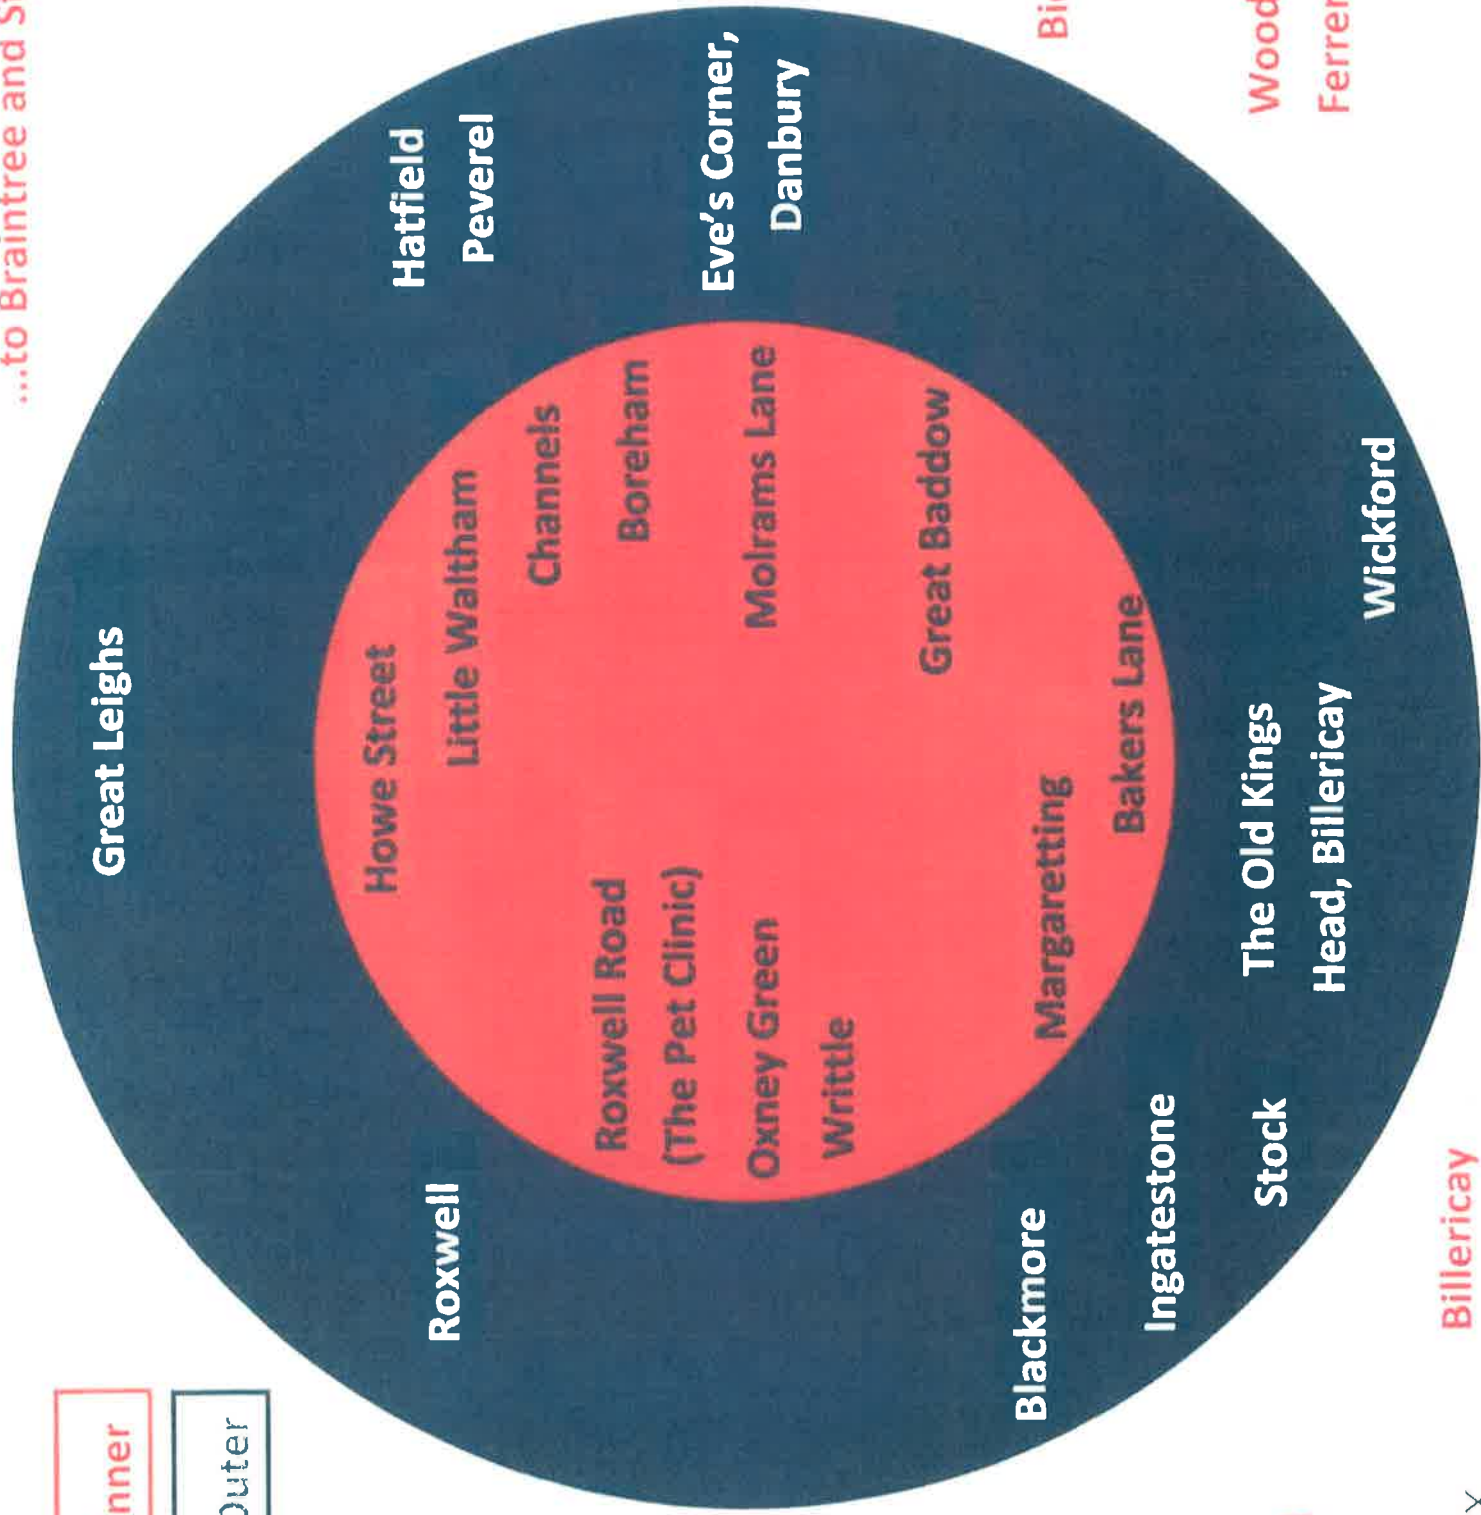 ...to Braintree and
Great Leighs
Outer
Howe Street
Hatfield
Peverel
Roxwell
Little Waltham
Channels
Roxwell Road
(The Pet Clinic)
Boreham
Eve's Corner,
Danbury
Oxney Green
Molrams Lane
Writtle
Great Baddow
Blackmore
Margaretting
Bakers Lane
Ingatestone
Stock
The Old Kings
Head, Billericay
Wickford
Billericay